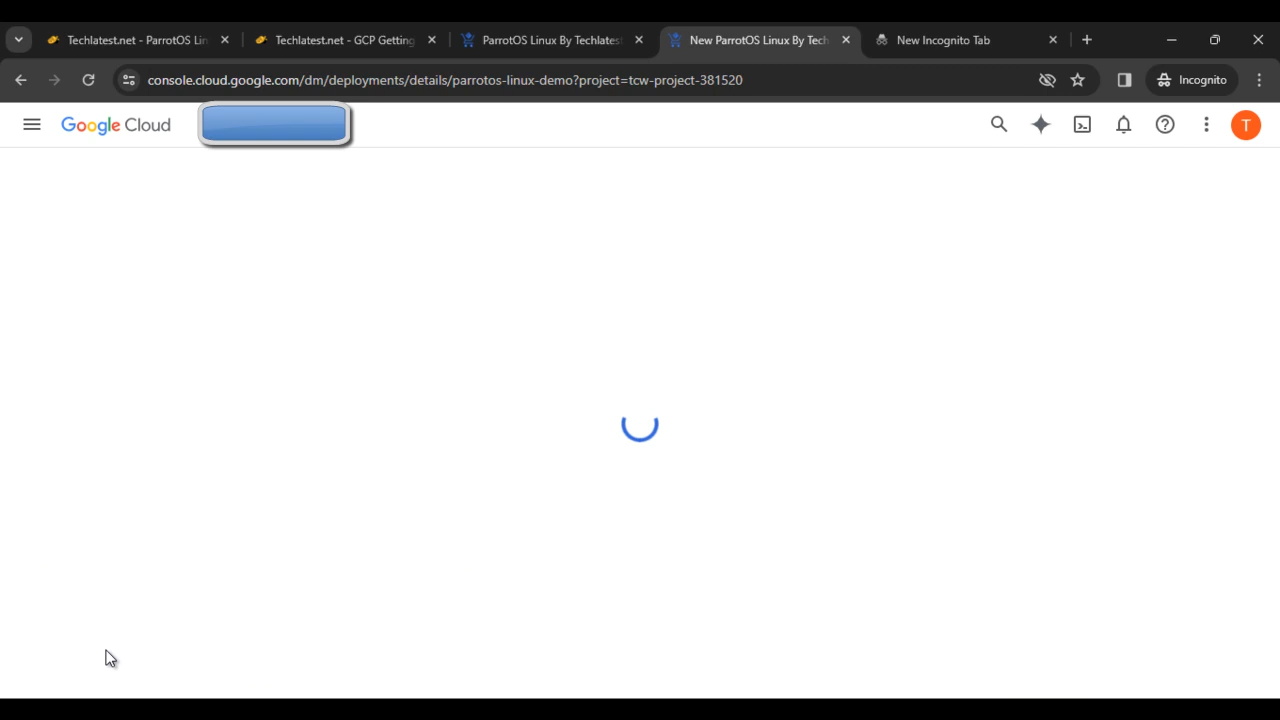 Techlatest.net - ParrotOS Lin
Techlatest.net - GCP Getting
ParrotOS Linux By Techlatest
New ParrotOS Linux By Tech
New Incognito Tab
console.cloud.google.com/dm/deployments/details/parrotos-linux-demo?project=tcw-project-381520
Incognito
Google Cloud
T